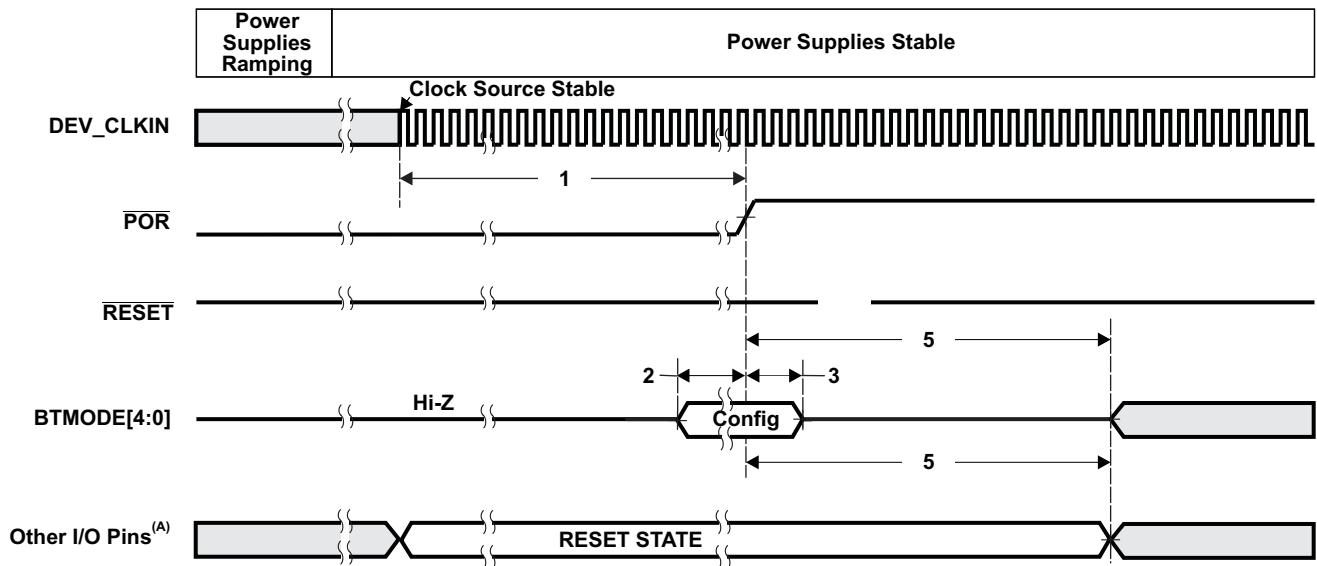 Power
Supplies
Ramping
Power Supplies Stable
Clock Source Stable
DEV_CLKIN
1
POR
RESET
5
2
3
Hi-Z
BTMODE[4:0]
Config
5
Other I/O Pins(A)
RESET STATE